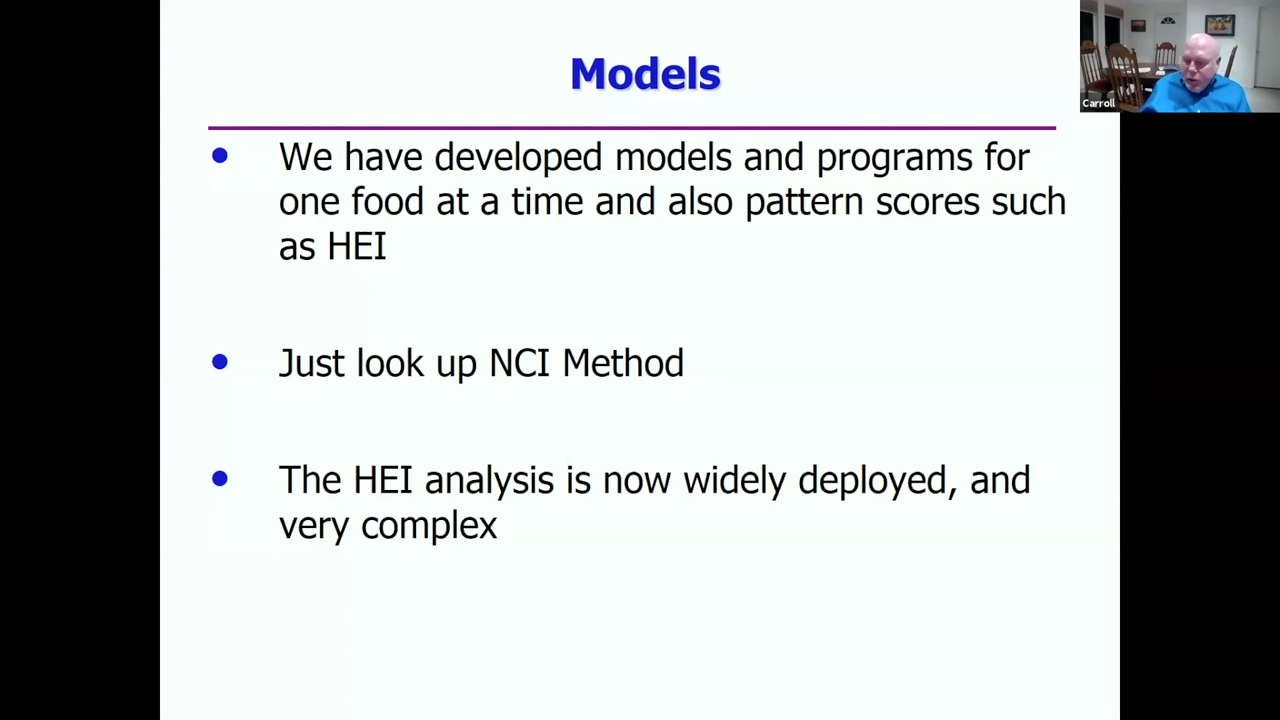 Models
Carroll
• We have developed models and programs for
one food at a time and also pattern scores such
as HEI
• Just look up NCI Method
• The HEI analysis is now widely deployed, and
very complex